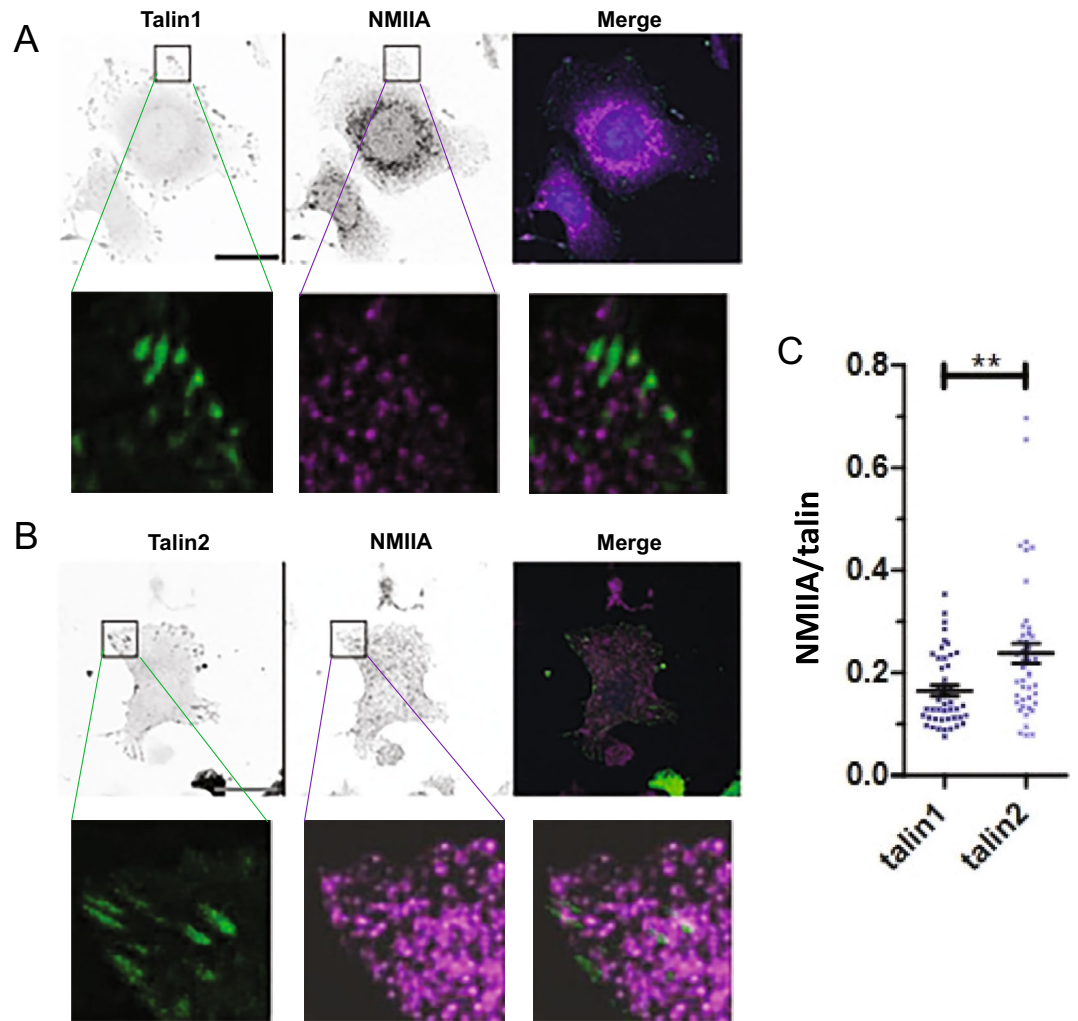 A
Talin1 NMIIA Merge
B
Talin2 NMIIA Merge
C
**
NMIIA/talin
0.8
0.6
0.4
0.2
0.0
talin1 talin2